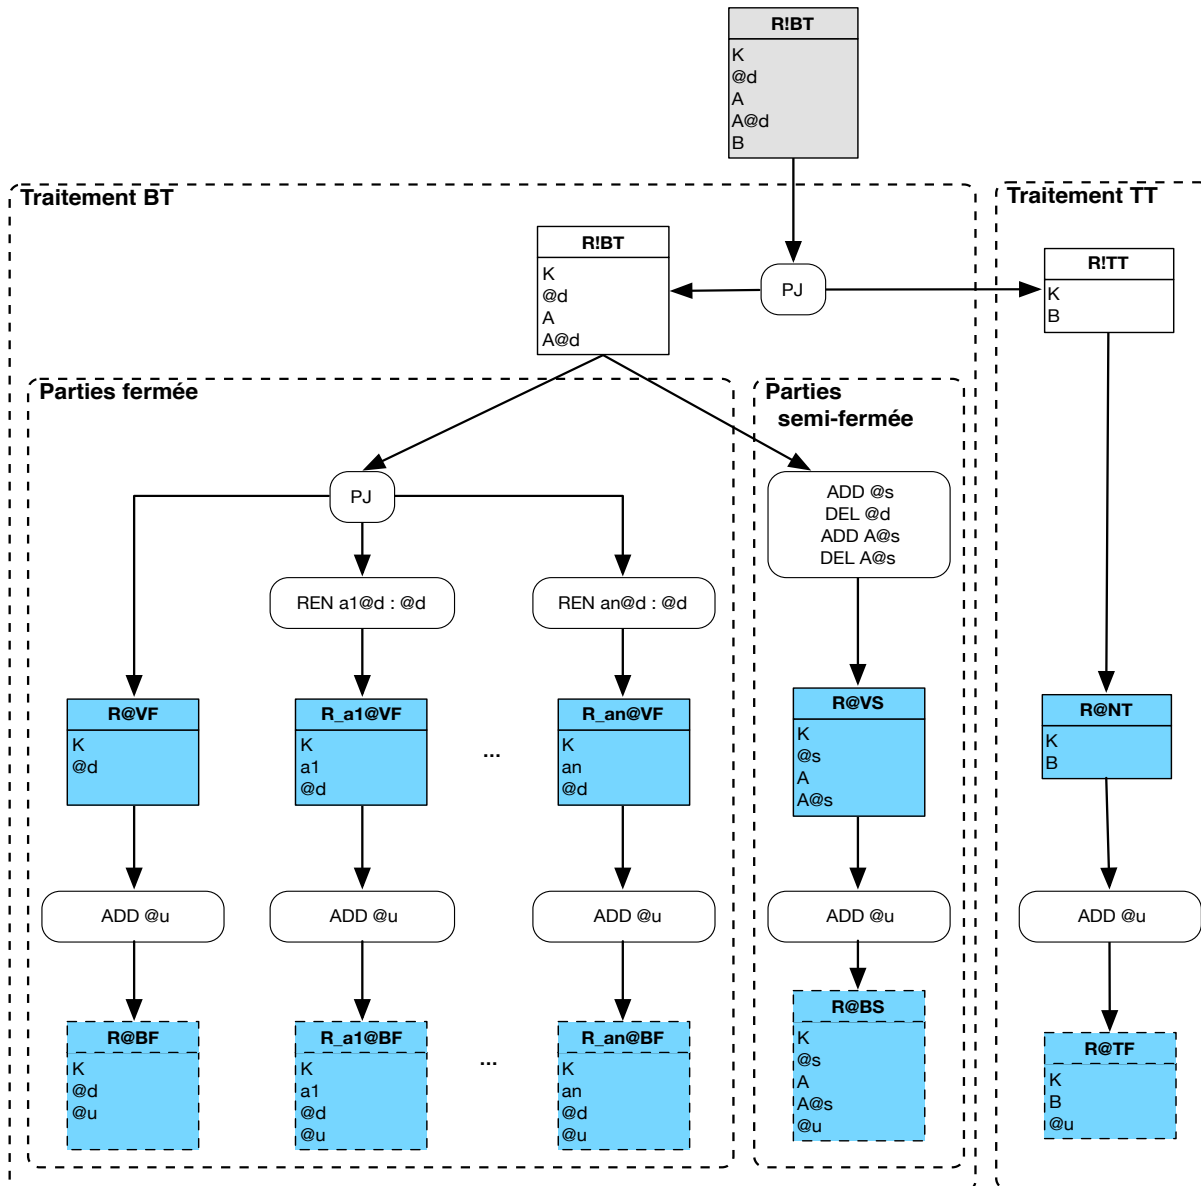 R!BT
K
@d
A
A@d
B
Traitement BT
Traitement TT
R!BT
K
@d
A
A@d
PJ
R!TT
K
B
Parties fermée
Parties
semi-fermée
PJ
ADD @s
DEL @d
ADD A@s
DEL A@s
REN a1@d : @d
REN an@d : @d
R@VF
K
@d
R_a1@VF
K
a1
@d
...
R_an@VF
K
an
@d
R@VS
K
@s
A
A@s
R@NT
K
B
ADD @u
ADD @u
ADD @u
ADD @u
ADD @u
R@BF
K
@d
@u
R_a1@BF
K
a1
@d
@u
...
R_an@BF
K
an
@d
@u
R@BS
K
@s
A
A@s
@u
R@TF
K
B
@u